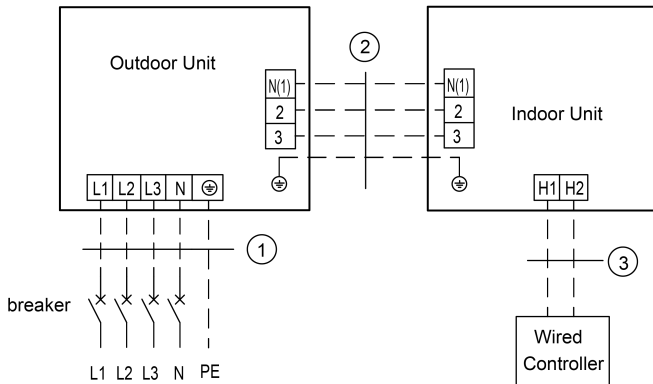 Outdoor Unit
N(1)
2
3
L1 L2 L3 N
1
breaker
L1 L2 L3 N PE
2
Indoor Unit
N(1)
2
3
H1 H2
3
Wired
Controller